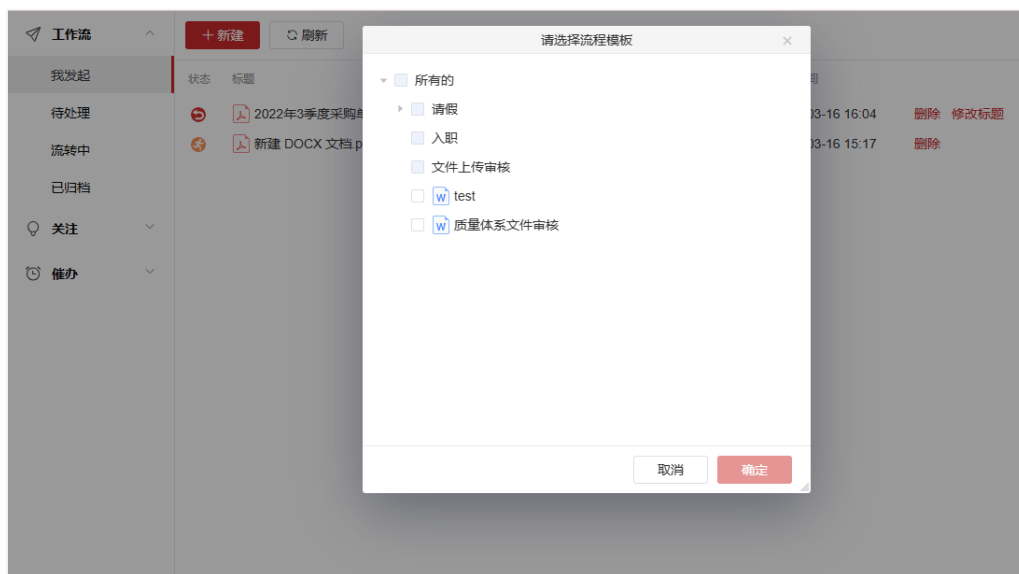 工作流
我发起
待处理
流转中
已归档
关注
催办
新建
刷新
状态 标题
2022年3季度采购
03-16 16:04 删除 修改标题
新建 DOCX 文档.p
03-16 15:17 删除
请选择流程模板
所有的
请假
入职
文件上传审核
test
质量体系文件审核
取消
确定